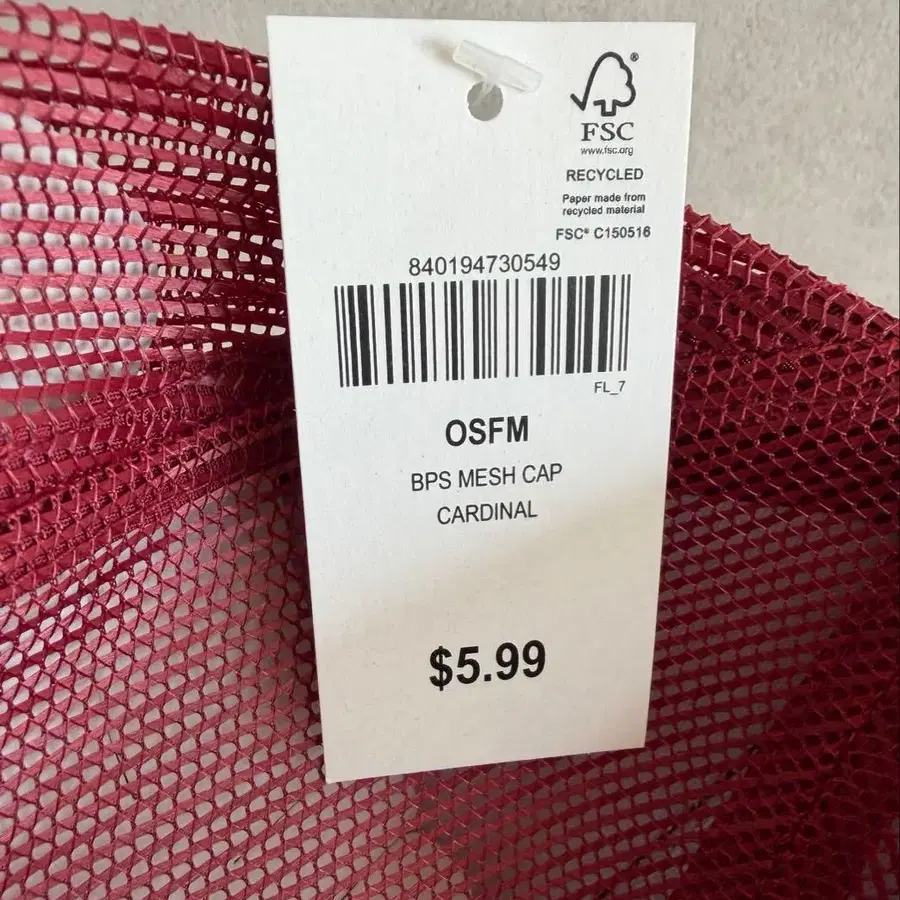 FSC®
www.fsc.org
RECYCLED
Paper made from
recycled material
FSC® C150516
840194730549
FL_7
OSFM
BPS MESH CAP
CARDINAL
$5.99